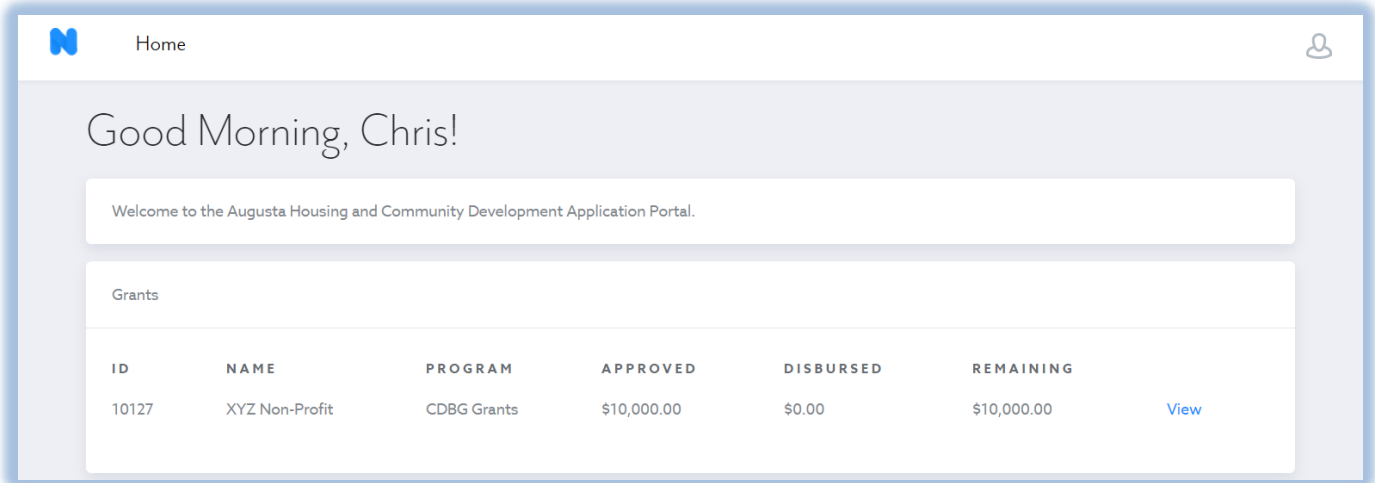 N Home
Good Morning, Chris!
Welcome to the Augusta Housing and Community Development Application Portal.
Grants
ID NAME PROGRAM APPROVED DISBURSED REMAINING
10127 XYZ Non-Profit CDBG Grants $10,000.00 $0.00 $10,000.00 View